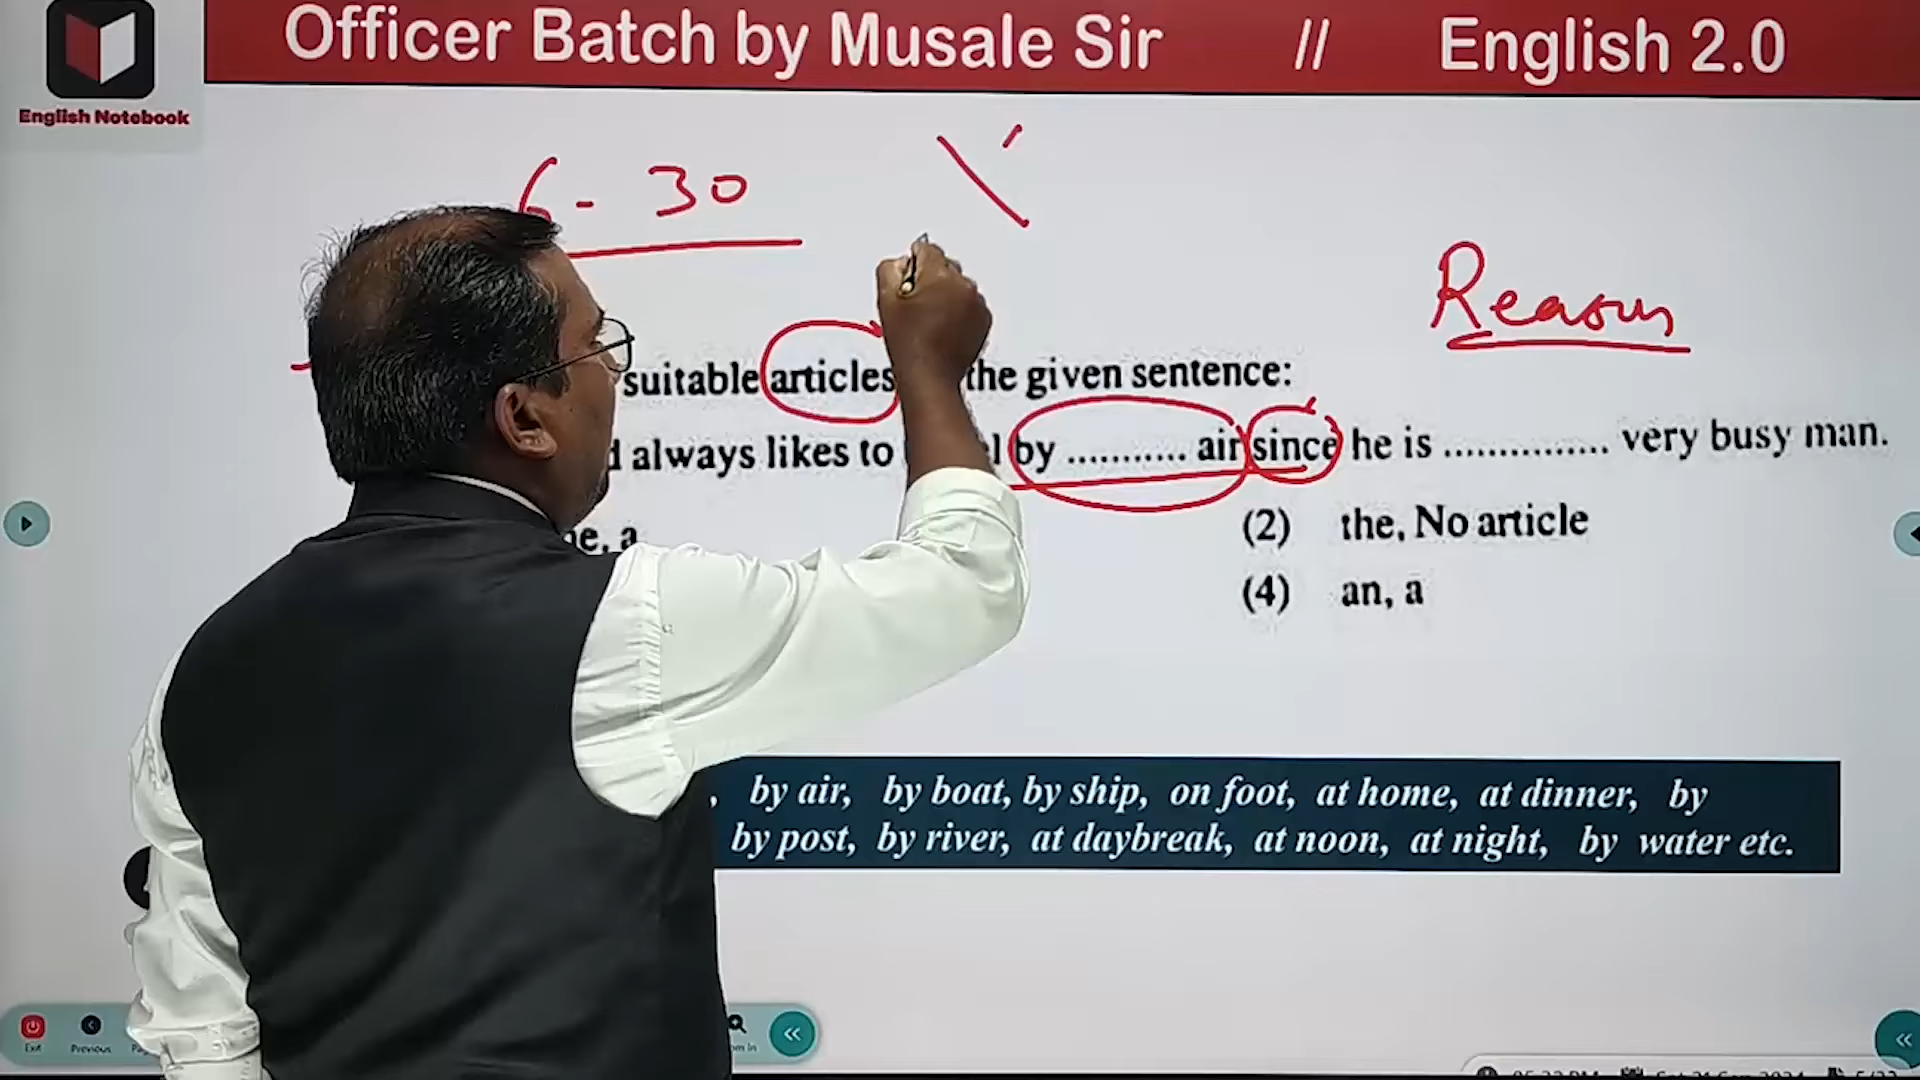 Officer Batch by Musale Sir // English 2.0
English Notebook
6- 30
Reason
suitable articles the given sentence:
always likes to by ........... air since he is ............... very busy man.
a
(2) the, No article
(4) an, a
, by air, by boat, by ship, on foot, at home, at dinner, by
by post, by river, at daybreak, at noon, at night, by water etc.
Exit Previous